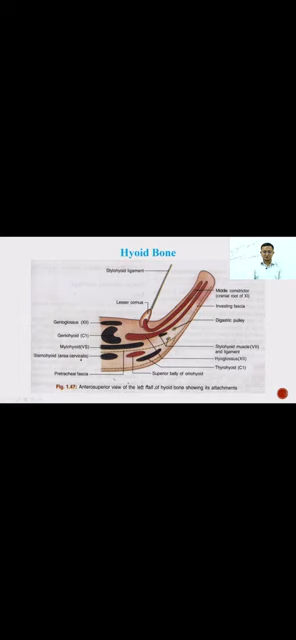 Hyoid Bone
Stylohyoid ligament
Lesser cornua
Genioglossus (XII)
Geniohyoid (C1)
Mylohyoid(V3)
Sternohyoid (ansa cervicalis)
Pretracheal fascia
Middle constrictor
(cranial root of XI)
Investing fascia
Digastric pulley
Stylohyoid muscle(VII)
and ligament
Hyoglossus(XII)
Thyrohyoid (C1)
Superior belly of omohyoid
Fig. 1.47: Anterosuperior view of the left half of hyoid bone showing its attachments